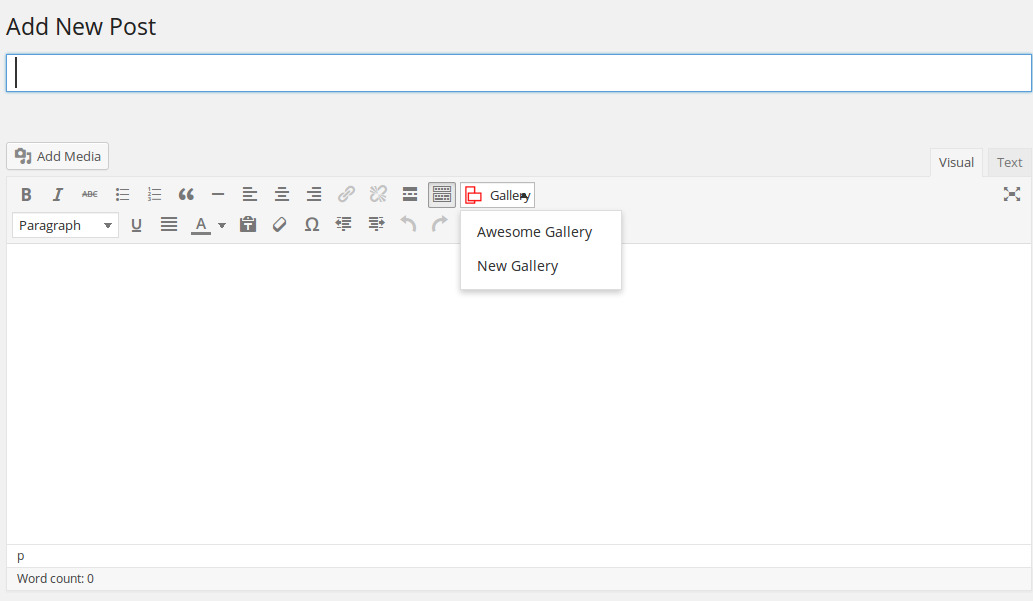 Add New Post
Add Media
Visual
Text
B I ABC Gallery
Paragraph U A Ω
Awesome Gallery
New Gallery
p
Word count: 0